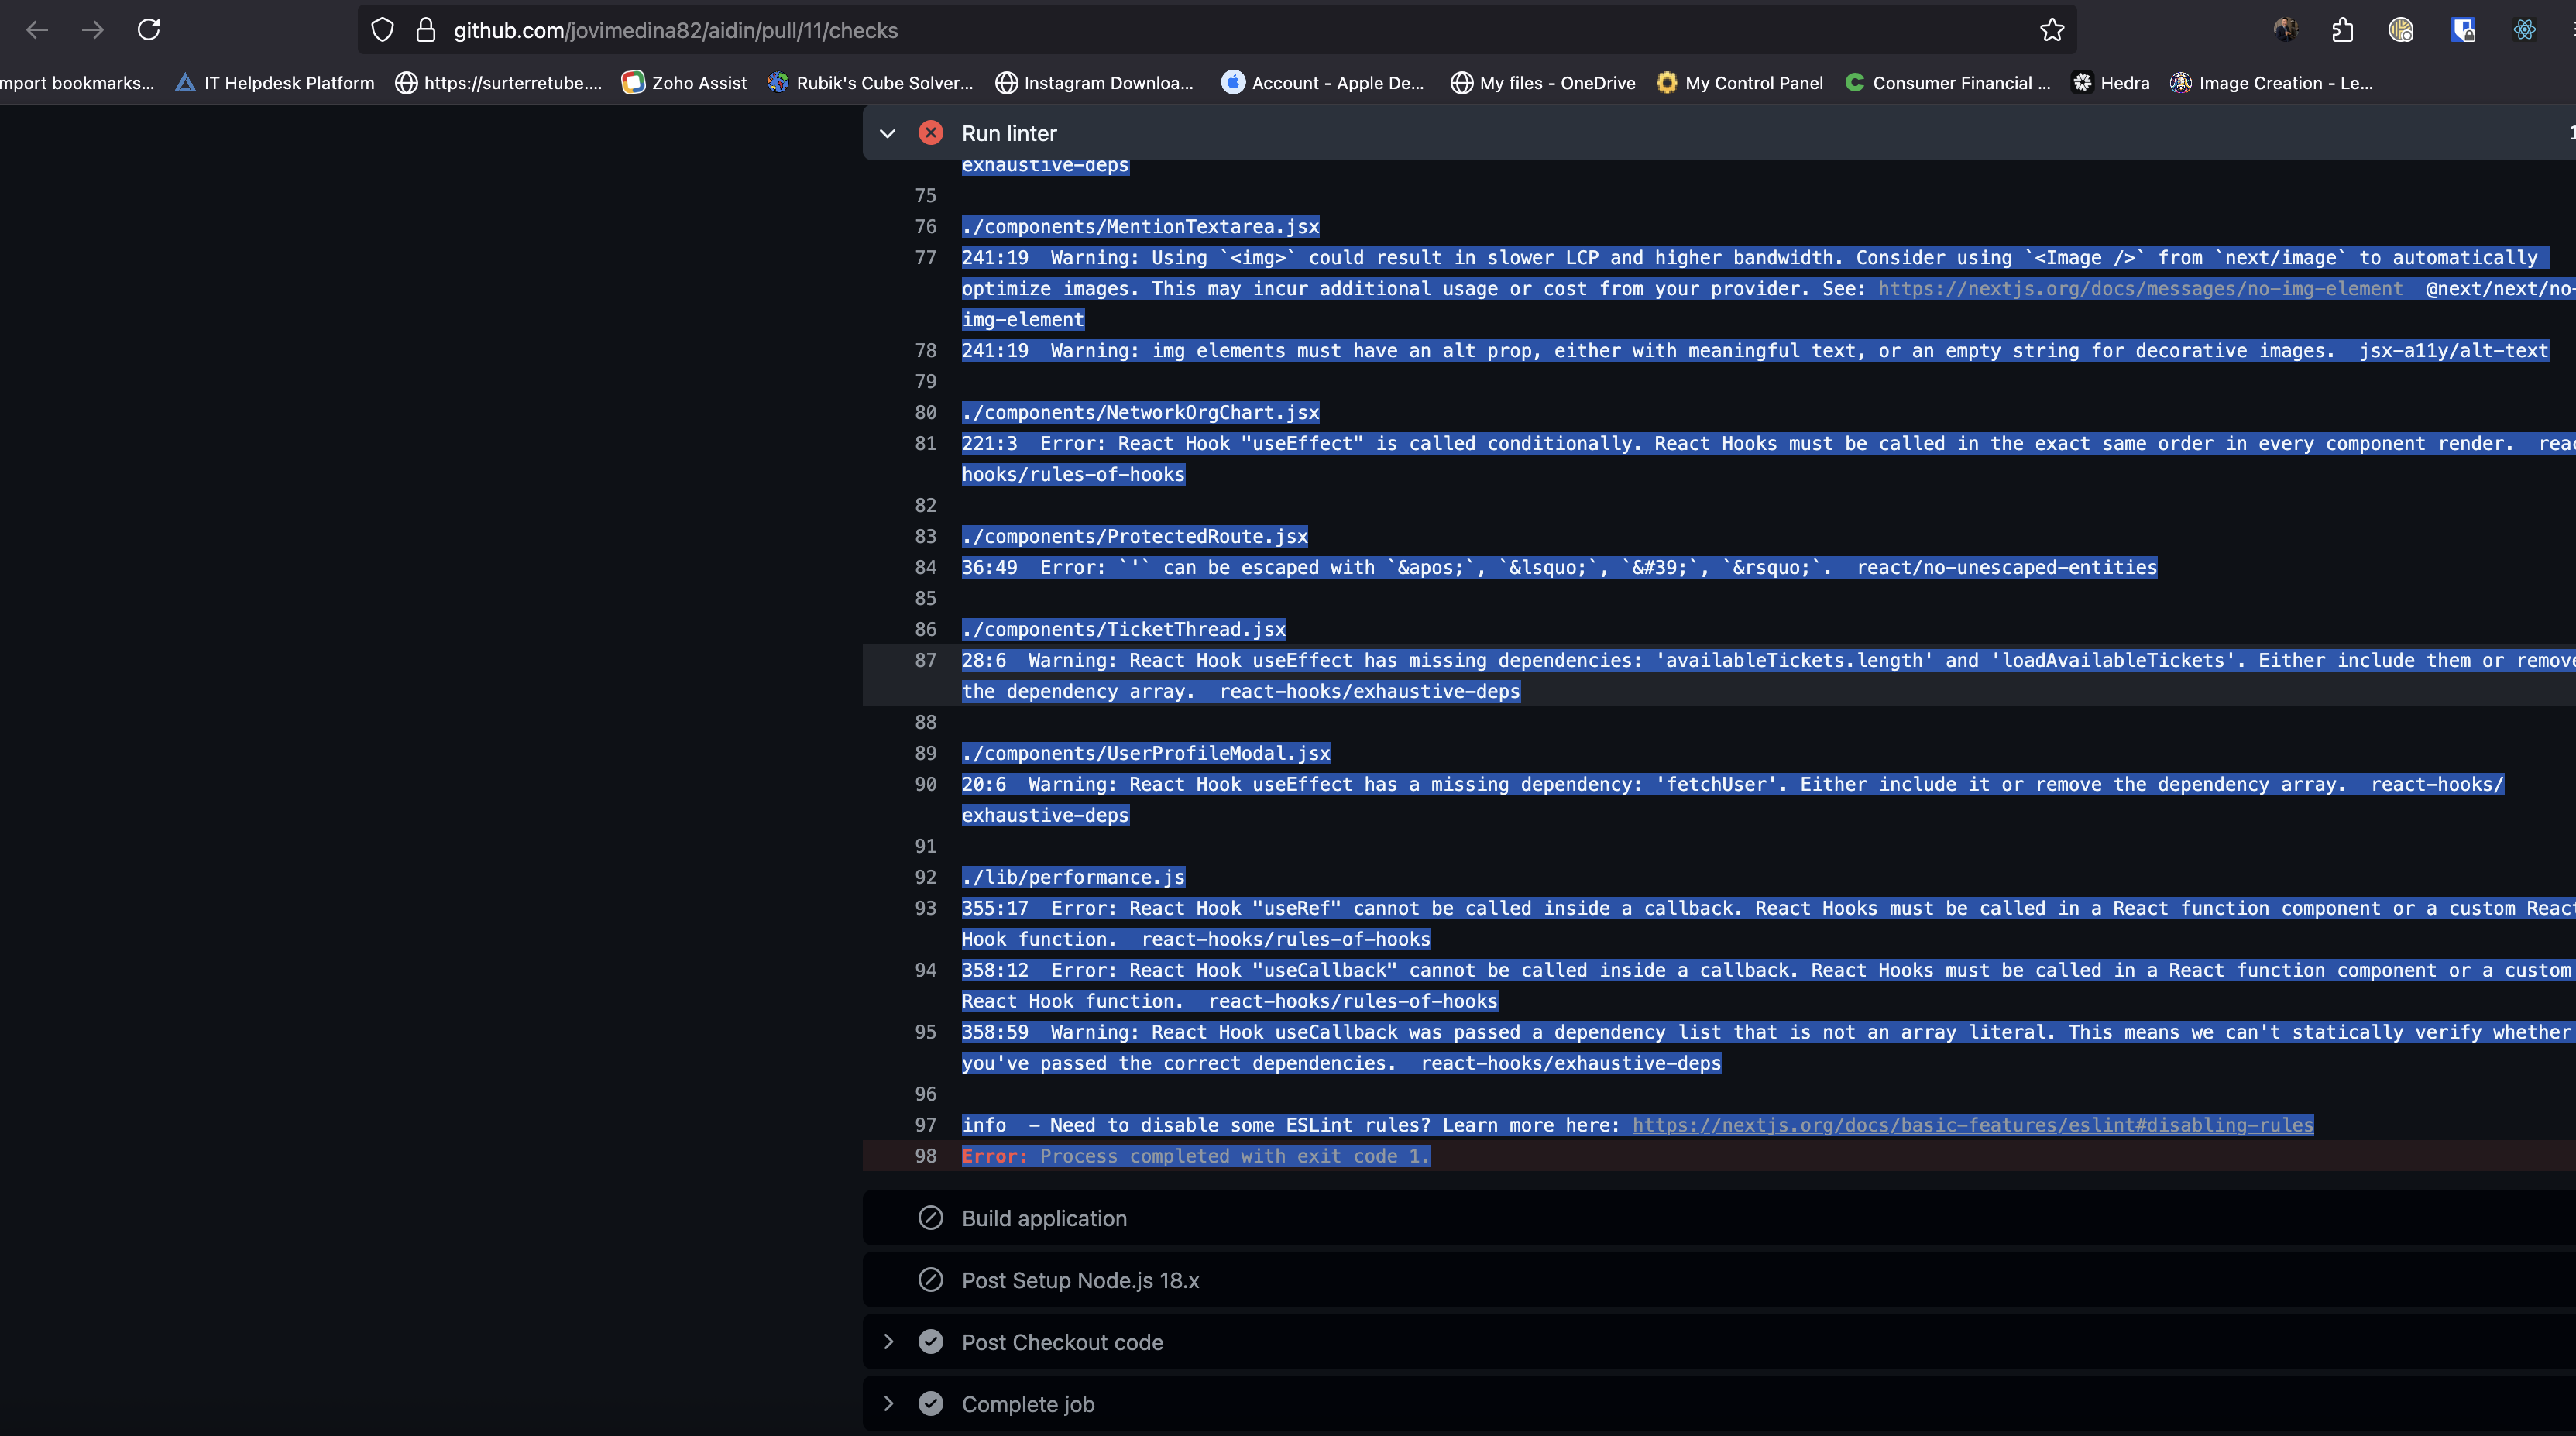 github.com/jovimedina82/aidin/pull/11/checks
mport bookmarks... IT Helpdesk Platform https://surterretube.... Zoho Assist Rubik's Cube Solver... Instagram Downloa... Account - Apple De... My files - OneDrive My Control Panel Consumer Financial ... Hedra Image Creation - Le...
Run linter 1
exhaustive-deps
75
76 ./components/MentionTextarea.jsx
77 241:19 Warning: Using `<img>` could result in slower LCP and higher bandwidth. Consider using `<Image />` from `next/image` to automatically
optimize images. This may incur additional usage or cost from your provider. See: https://nextjs.org/docs/messages/no-img-element @next/next/no-
img-element
78 241:19 Warning: img elements must have an alt prop, either with meaningful text, or an empty string for decorative images. jsx-a11y/alt-text
79
80 ./components/NetworkOrgChart.jsx
81 221:3 Error: React Hook "useEffect" is called conditionally. React Hooks must be called in the exact same order in every component render. reac
hooks/rules-of-hooks
82
83 ./components/ProtectedRoute.jsx
84 36:49 Error: `'` can be escaped with `&apos;`, `&lsquo;`, `&#39;`, `&rsquo;`. react/no-unescaped-entities
85
86 ./components/TicketThread.jsx
87 28:6 Warning: React Hook useEffect has missing dependencies: 'availableTickets.length' and 'loadAvailableTickets'. Either include them or remove
the dependency array. react-hooks/exhaustive-deps
88
89 ./components/UserProfileModal.jsx
90 20:6 Warning: React Hook useEffect has a missing dependency: 'fetchUser'. Either include it or remove the dependency array. react-hooks/
exhaustive-deps
91
92 ./lib/performance.js
93 355:17 Error: React Hook "useRef" cannot be called inside a callback. React Hooks must be called in a React function component or a custom React
Hook function. react-hooks/rules-of-hooks
94 358:12 Error: React Hook "useCallback" cannot be called inside a callback. React Hooks must be called in a React function component or a custom
React Hook function. react-hooks/rules-of-hooks
95 358:59 Warning: React Hook useCallback was passed a dependency list that is not an array literal. This means we can't statically verify whether
you've passed the correct dependencies. react-hooks/exhaustive-deps
96
97 info - Need to disable some ESLint rules? Learn more here: https://nextjs.org/docs/basic-features/eslint#disabling-rules
98 Error: Process completed with exit code 1.
Build application
Post Setup Node.js 18.x
Post Checkout code
Complete job